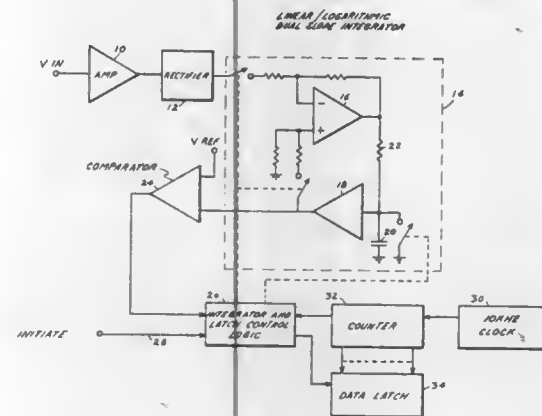 LINEAR/LOGARITHMIC
DUAL SLOPE INTEGRATOR
V IN
10
AMP
RECTIFIER
12
14
16
-
+
22
V REF
COMPARATOR
24
18
20
INTEGRATOR AND
LATCH CONTROL
LOGIC
INITIATE
28
32
COUNTER
30
10KHZ
CLOCK
DATA LATCH
34